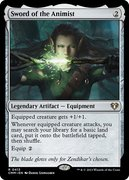 Sword of the Animist 2
Legendary Artifact — Equipment
Equipped creature gets +1/+1.
Whenever equipped creature attacks, you
may search your library for a basic land
card, put it onto the battlefield tapped,
then shuffle.
Equip 2
The blade glows only for Zendikar's chosen.